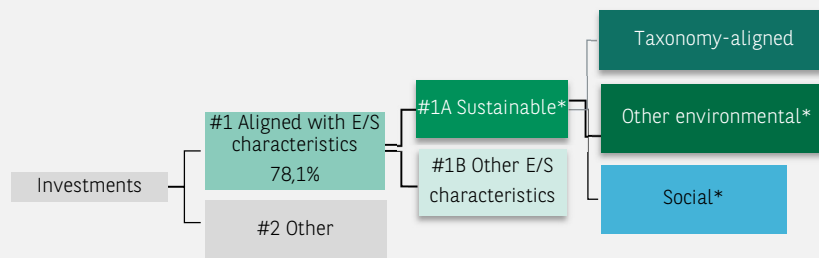 Investments
#1 Aligned with E/S
characteristics
78,1%
#2 Other
#1A Sustainable*
#1B Other E/S
characteristics
Taxonomy-aligned
Other environmental*
Social*